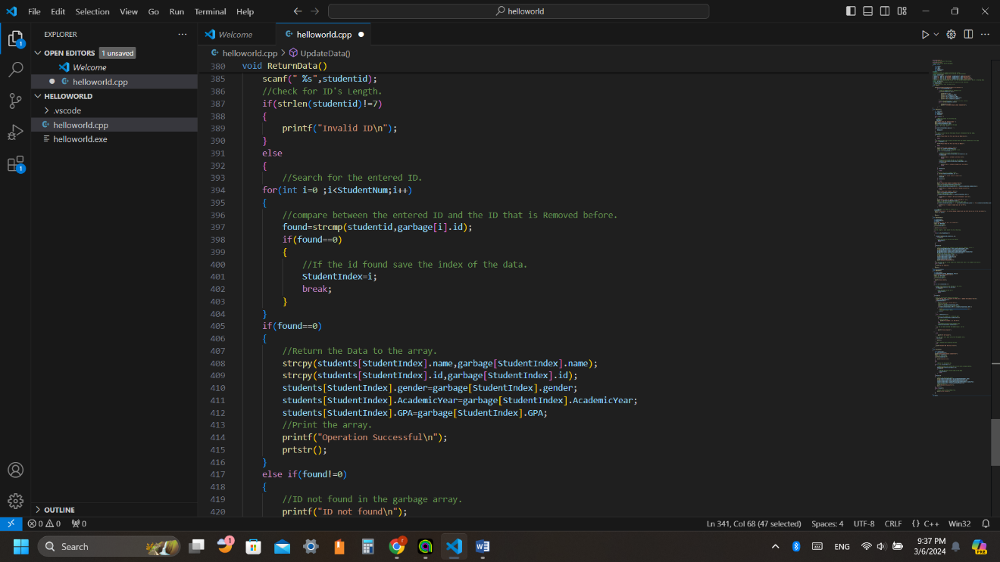 File Edit Selection View Go Run Terminal Help
helloworld
EXPLORER
OPEN EDITORS 1 unsaved
Welcome
helloworld.cpp
HELLOWORLD
.vscode
helloworld.cpp
helloworld.exe
OUTLINE
Welcome
helloworld.cpp
helloworld.cpp > UpdateData()
380 void ReturnData()
385 scanf(" %s",studentid);
386 //Check for ID's Length.
387 if(strlen(studentid)!=7)
388 {
389 printf("Invalid ID\n");
390 }
391 else
392 {
393 //Search for the entered ID.
394 for(int i=0 ;i<StudentNum;i++)
395 {
396 //compare between the entered ID and the ID that is Removed before.
397 found=strcmp(studentid,garbage[i].id);
398 if(found==0)
399 {
400 //If the id found save the index of the data.
401 StudentIndex=i;
402 break;
403 }
404 }
405 if(found==0)
406 {
407 //Return the Data to the array.
408 strcpy(students[StudentIndex].name,garbage[StudentIndex].name);
409 strcpy(students[StudentIndex].id,garbage[StudentIndex].id);
410 students[StudentIndex].gender=garbage[StudentIndex].gender;
411 students[StudentIndex].AcademicYear=garbage[StudentIndex].AcademicYear;
412 students[StudentIndex].GPA=garbage[StudentIndex].GPA;
413 //Print the array.
414 printf("Operation Successful\n");
415 prtstr();
416 }
417 else if(found!=0)
418 {
419 //ID not found in the garbage array.
420 printf("ID not found\n");
0 0 0 Ln 341, Col 68 (47 selected) Spaces: 4 UTF-8 CRLF {} C++ Win32
Search
ENG
9:37 PM
3/6/2024